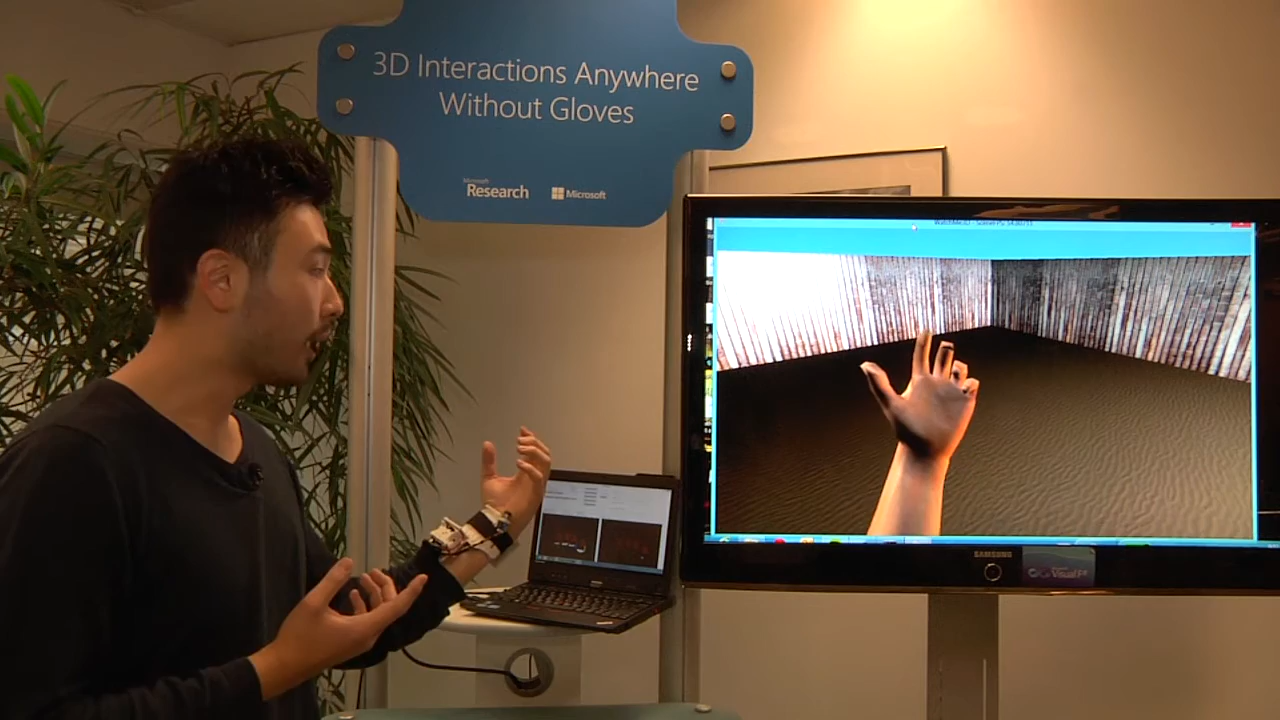 3D Interactions Anywhere
Without Gloves
Microsoft
Research
Microsoft
SAMSUNG